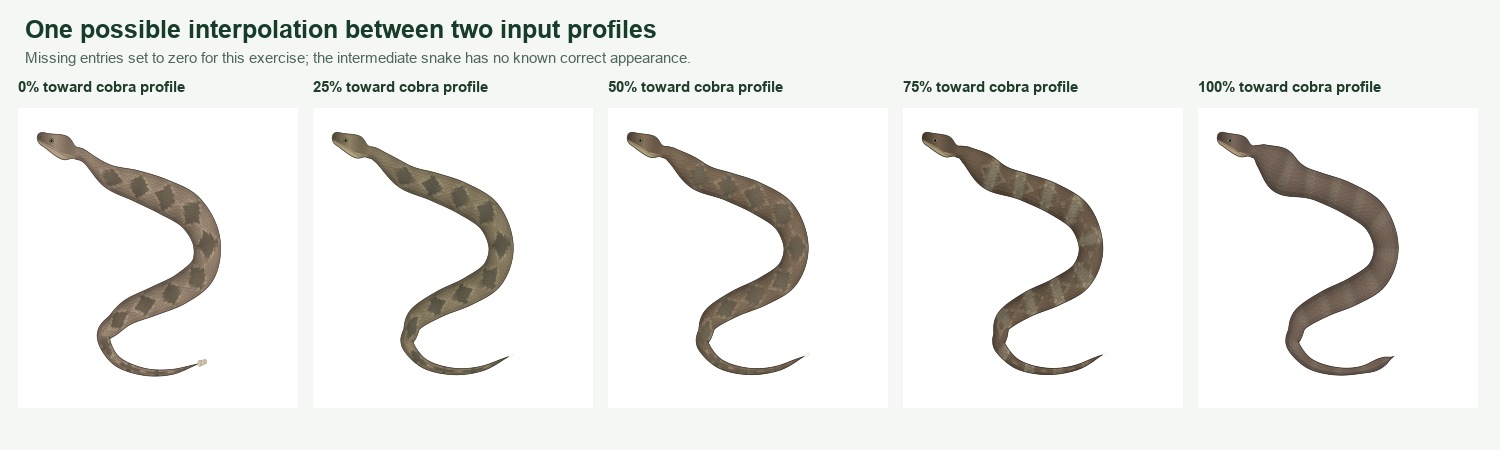 One possible interpolation between two input profiles
Missing entries set to zero for this exercise; the intermediate snake has no known correct appearance.
0% toward cobra profile
25% toward cobra profile
50% toward cobra profile
75% toward cobra profile
100% toward cobra profile